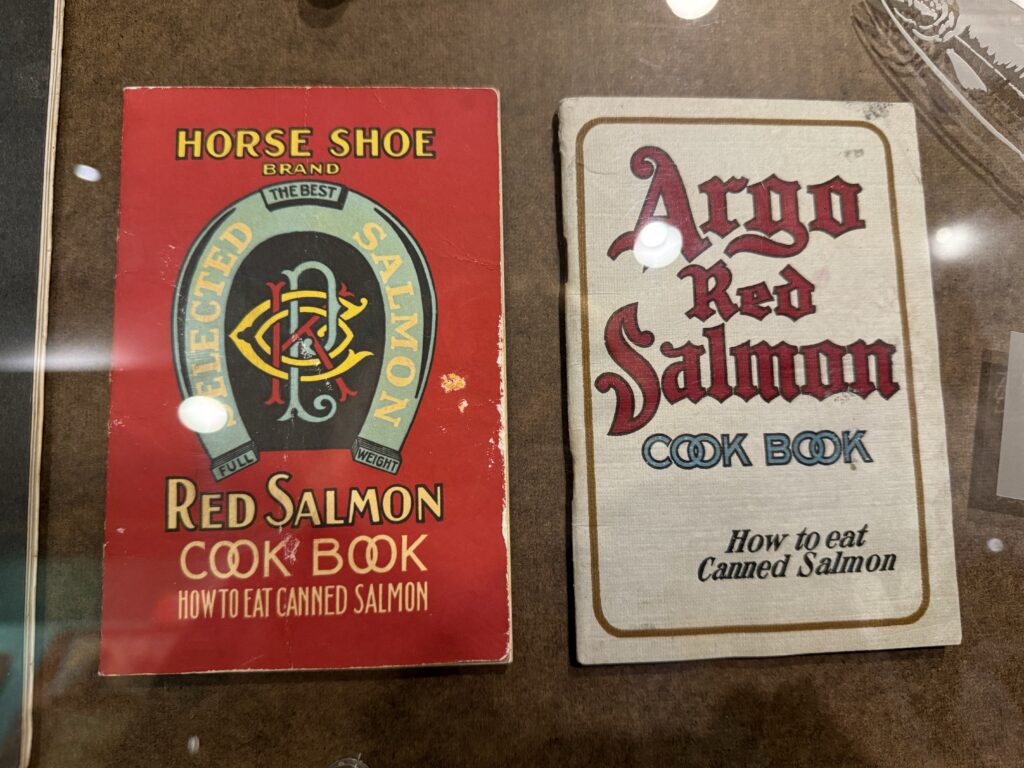 HORSE SHOE
BRAND
THE BEST
SELECTED SALMON
FULL WEIGHT
RED SALMON
COOK BOOK
HOW TO EAT CANNED SALMON
Argo
Red
Salmon
COOK BOOK
How to eat
Canned Salmon